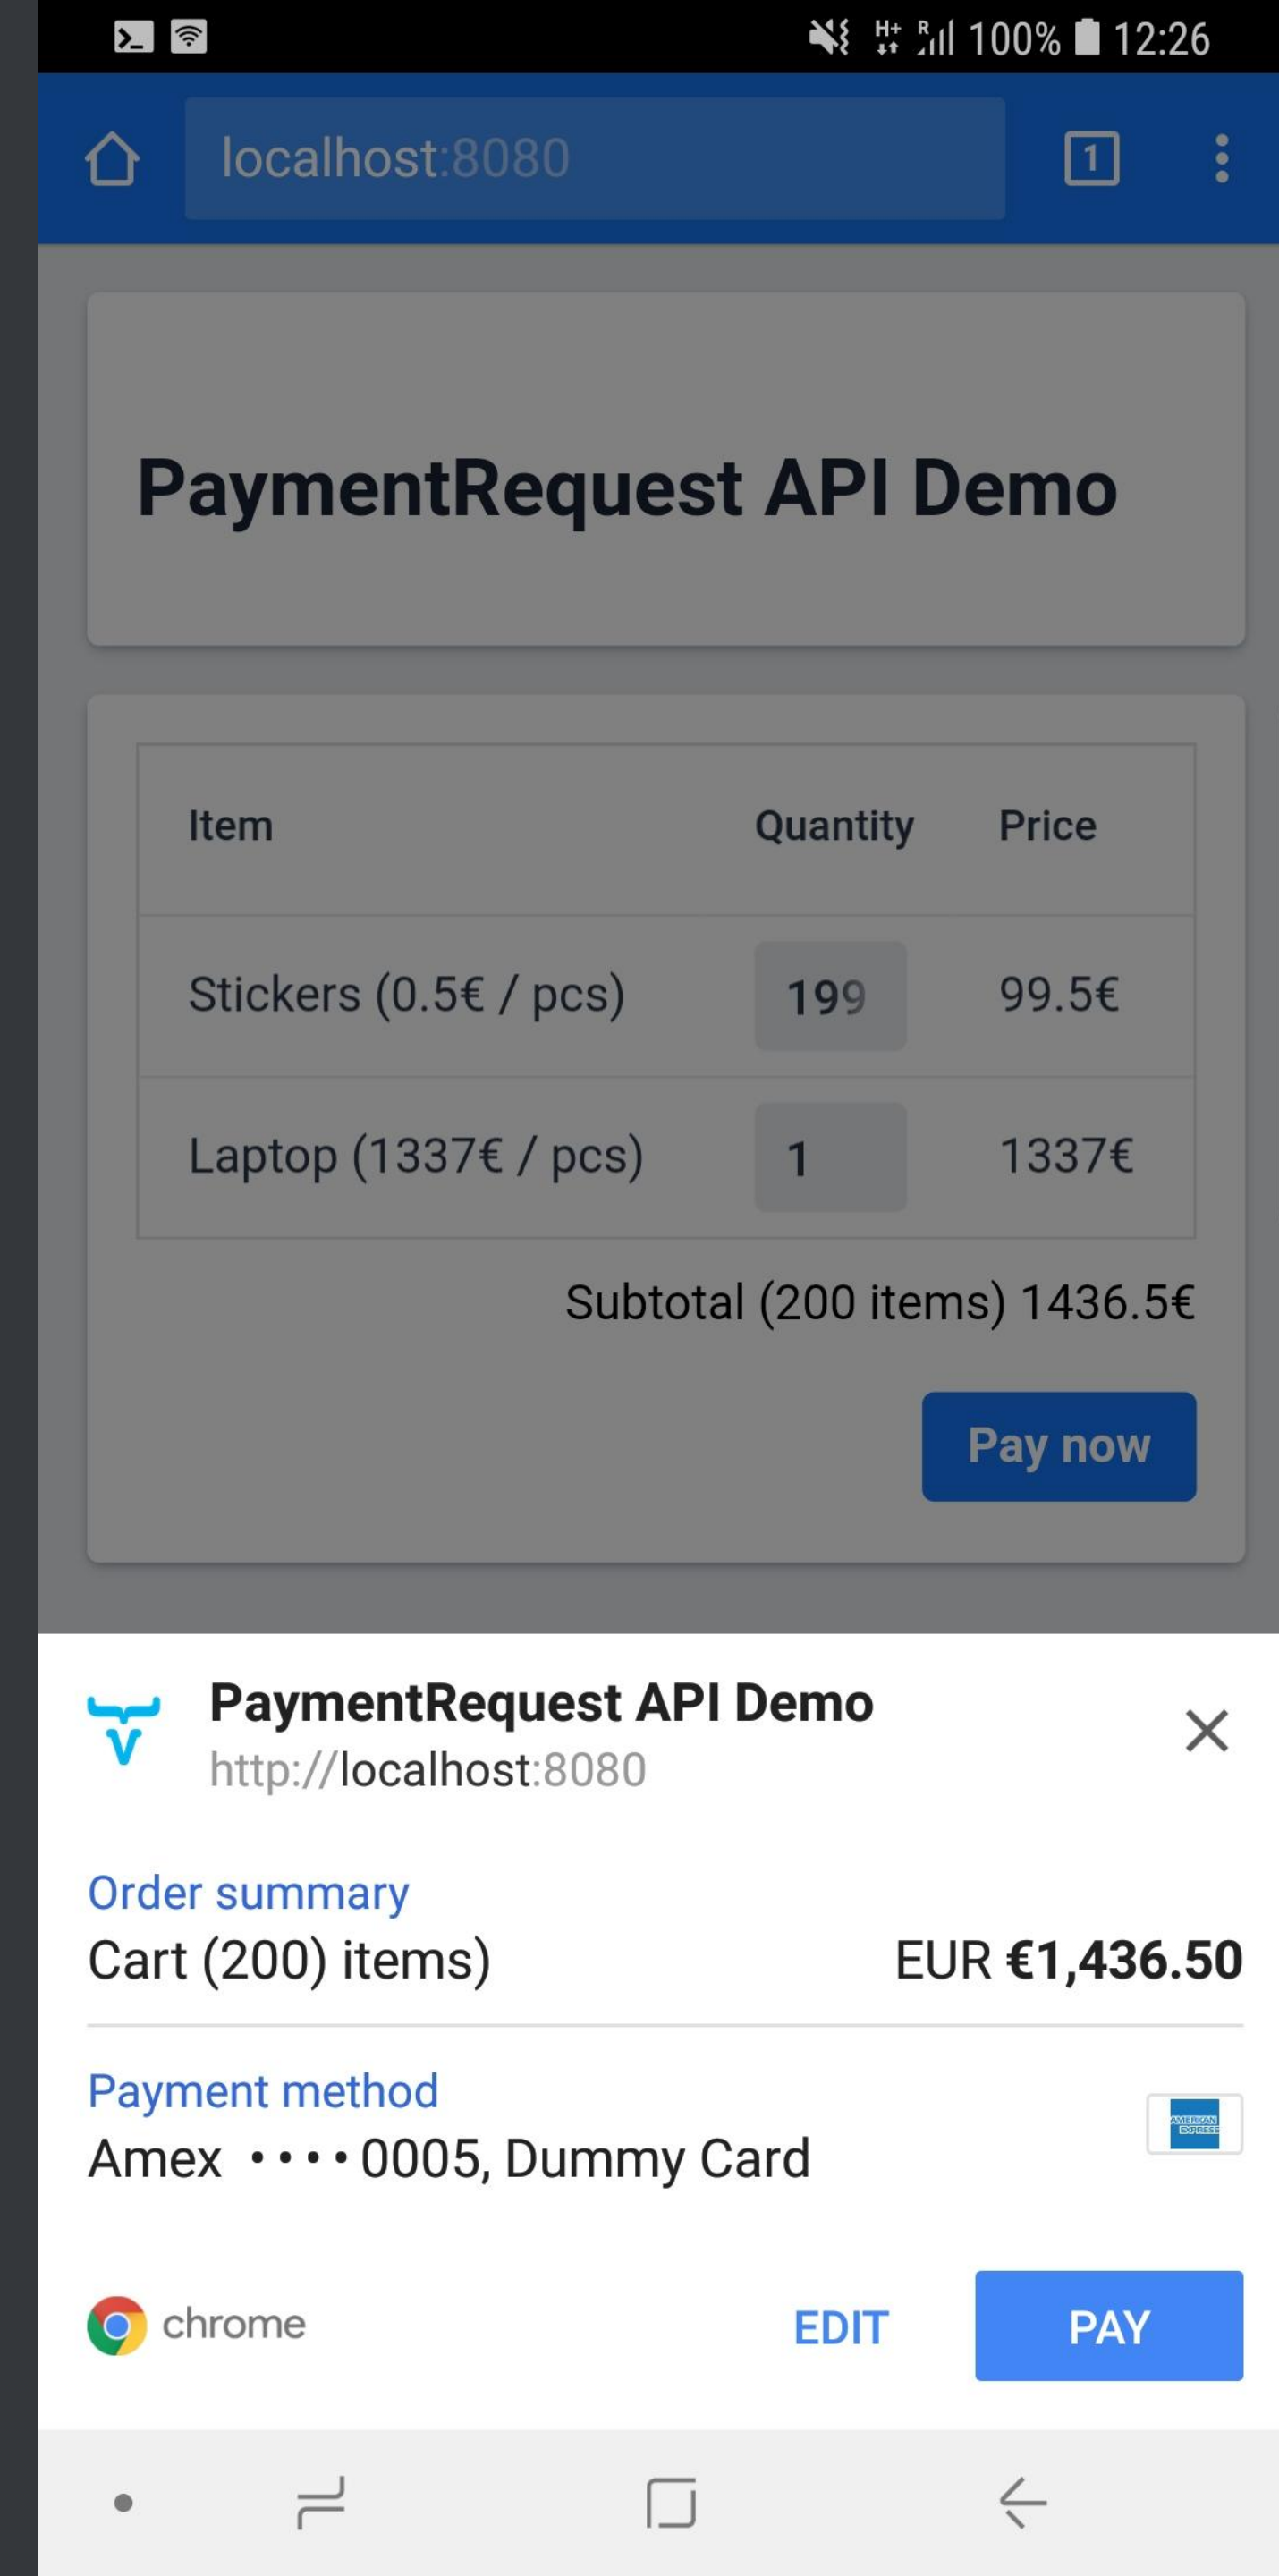 H+ R 100% 12:26
localhost:8080 1
PaymentRequest API Demo
Item Quantity Price
Stickers (0.5€ / pcs) 199 99.5€
Laptop (1337€ / pcs) 1 1337€
Subtotal (200 items) 1436.5€
Pay now
PaymentRequest API Demo
http://localhost:8080
Order summary
Cart (200) items) EUR €1,436.50
Payment method
Amex ···· 0005, Dummy Card
AMERICAN
EXPRESS
chrome EDIT PAY